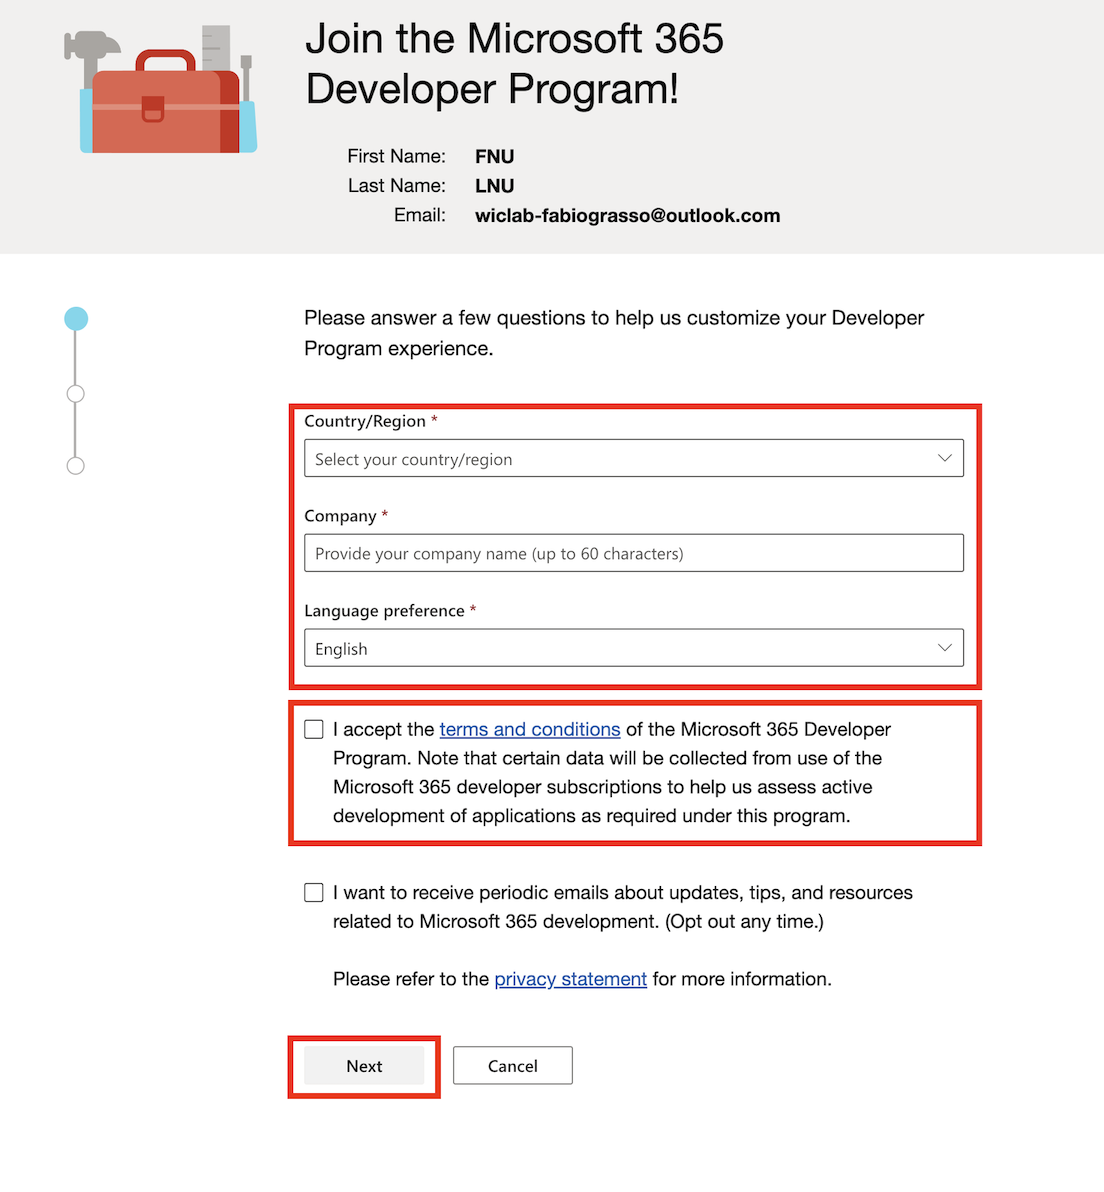 Join the Microsoft 365
Developer Program!
First Name: FNU
Last Name: LNU
Email: wiclab-fabiograsso@outlook.com
Please answer a few questions to help us customize your Developer
Program experience.
Country/Region *
Select your country/region
Company *
Provide your company name (up to 60 characters)
Language preference *
English
I accept the terms and conditions of the Microsoft 365 Developer
Program. Note that certain data will be collected from use of the
Microsoft 365 developer subscriptions to help us assess active
development of applications as required under this program.
I want to receive periodic emails about updates, tips, and resources
related to Microsoft 365 development. (Opt out any time.)
Please refer to the privacy statement for more information.
Next Cancel